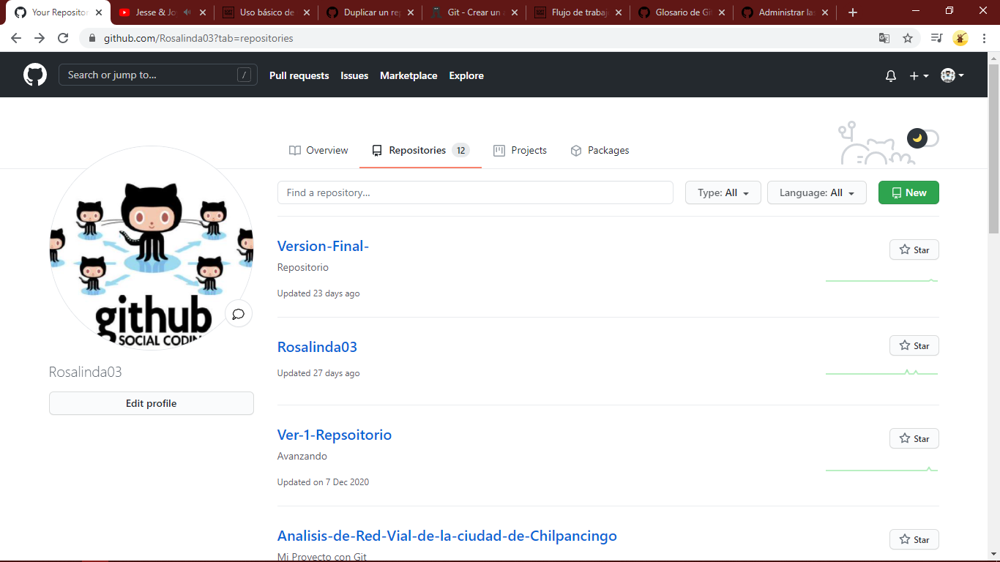 Your Repositor
Jesse & Jo
Uso básico de
Duplicar un re
Git - Crear un a
Flujo de trabaj
Glosario de Gi
Administrar las
github.com/Rosalinda03?tab=repositories
Search or jump to...
/
Pull requests
Issues
Marketplace
Explore
Overview
Repositories 12
Projects
Packages
Find a repository…
Type: All
Language: All
New
github
SOCIAL CODIN
Rosalinda03
Edit profile
Version-Final-
Star
Repositorio
Updated 23 days ago
Rosalinda03
Star
Updated 27 days ago
Ver-1-Repsoitorio
Star
Avanzando
Updated on 7 Dec 2020
Analisis-de-Red-Vial-de-la-ciudad-de-Chilpancingo
Star
Mi Proyecto con Git